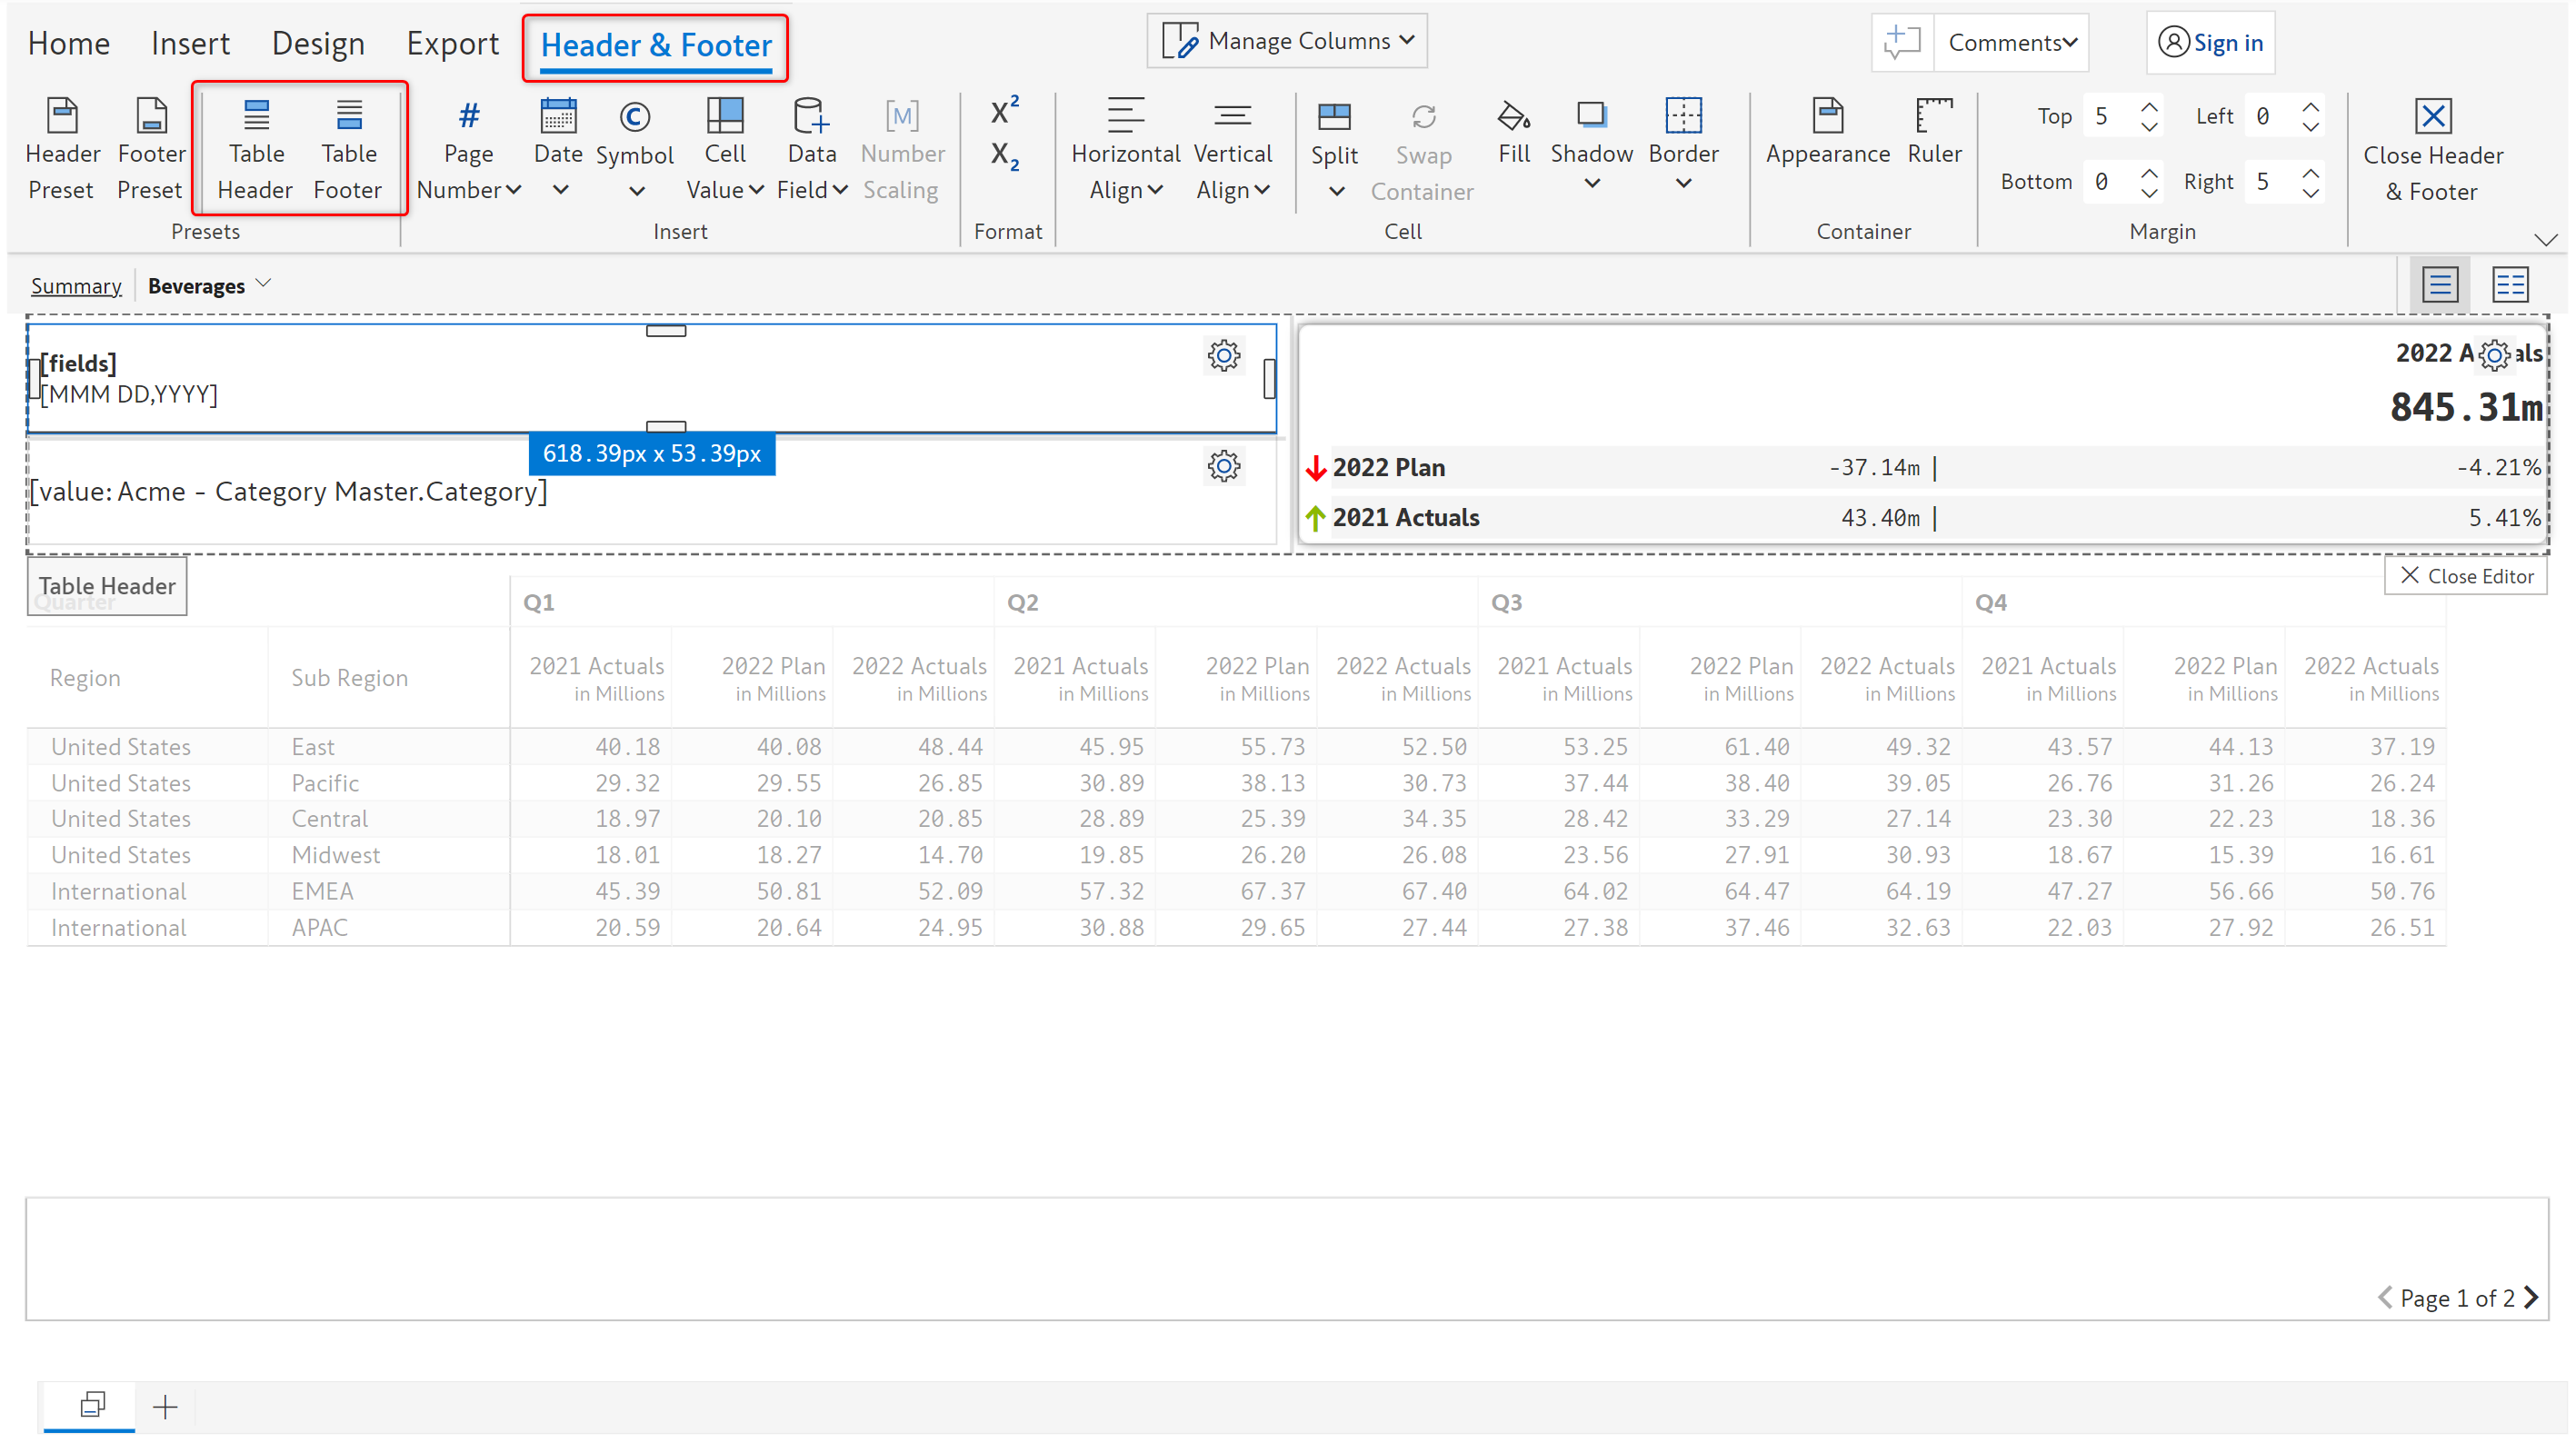 Home Insert Design Export Header & Footer Manage Columns Comments Sign in
Header Preset Footer Preset Table Header Table Footer Page Number Date Symbol Cell Value Data Field Number Scaling X² X₂ Horizontal Align Vertical Align Split Swap Container Fill Shadow Border Appearance Ruler Top 5 Left 0 Bottom 0 Right 5 Close Header & Footer
Presets Insert Format Cell Container Margin
Summary Beverages
[fields]
[MMM DD,YYYY]
618.39px x 53.39px
[value: Acme - Category Master.Category]
2022 A als
845.31m
2022 Plan -37.14m | -4.21%
2021 Actuals 43.40m | 5.41%
Table Header Close Editor
Quarter Q1 Q2 Q3 Q4
Region Sub Region 2021 Actuals 2022 Plan 2022 Actuals 2021 Actuals 2022 Plan 2022 Actuals 2021 Actuals 2022 Plan 2022 Actuals 2021 Actuals 2022 Plan 2022 Actuals
in Millions in Millions in Millions in Millions in Millions in Millions in Millions in Millions in Millions in Millions in Millions in Millions
United States East 40.18 40.08 48.44 45.95 55.73 52.50 53.25 61.40 49.32 43.57 44.13 37.19
United States Pacific 29.32 29.55 26.85 30.89 38.13 30.73 37.44 38.40 39.05 26.76 31.26 26.24
United States Central 18.97 20.10 20.85 28.89 25.39 34.35 28.42 33.29 27.14 23.30 22.23 18.36
United States Midwest 18.01 18.27 14.70 19.85 26.20 26.08 23.56 27.91 30.93 18.67 15.39 16.61
International EMEA 45.39 50.81 52.09 57.32 67.37 67.40 64.02 64.47 64.19 47.27 56.66 50.76
International APAC 20.59 20.64 24.95 30.88 29.65 27.44 27.38 37.46 32.63 22.03 27.92 26.51
Page 1 of 2